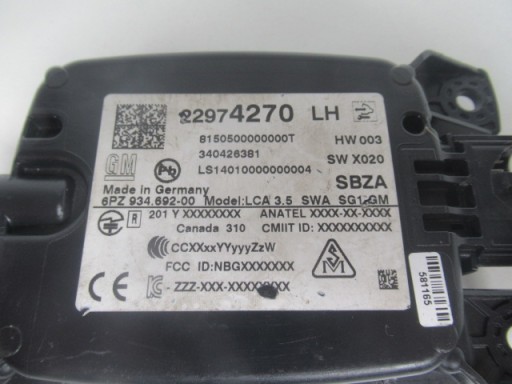 22974270 LH
8150500000000T HW 003
340426381 SW X020
GM Pb LS14010000000004
Made in Germany SBZA
6PZ 934.692-00 Model:LCA 3.5 SWA SG1.GM
R 201 Y XXXXXXXX ANATEL XXXX-XX-XXXX
Canada 310 CMIIT ID: XXXXXXXXXX
CCXXxxYYyyyZzW
FCC ID:NBGXXXXXXX
CE ZZZ-XXX-XXXXXXXX
581165